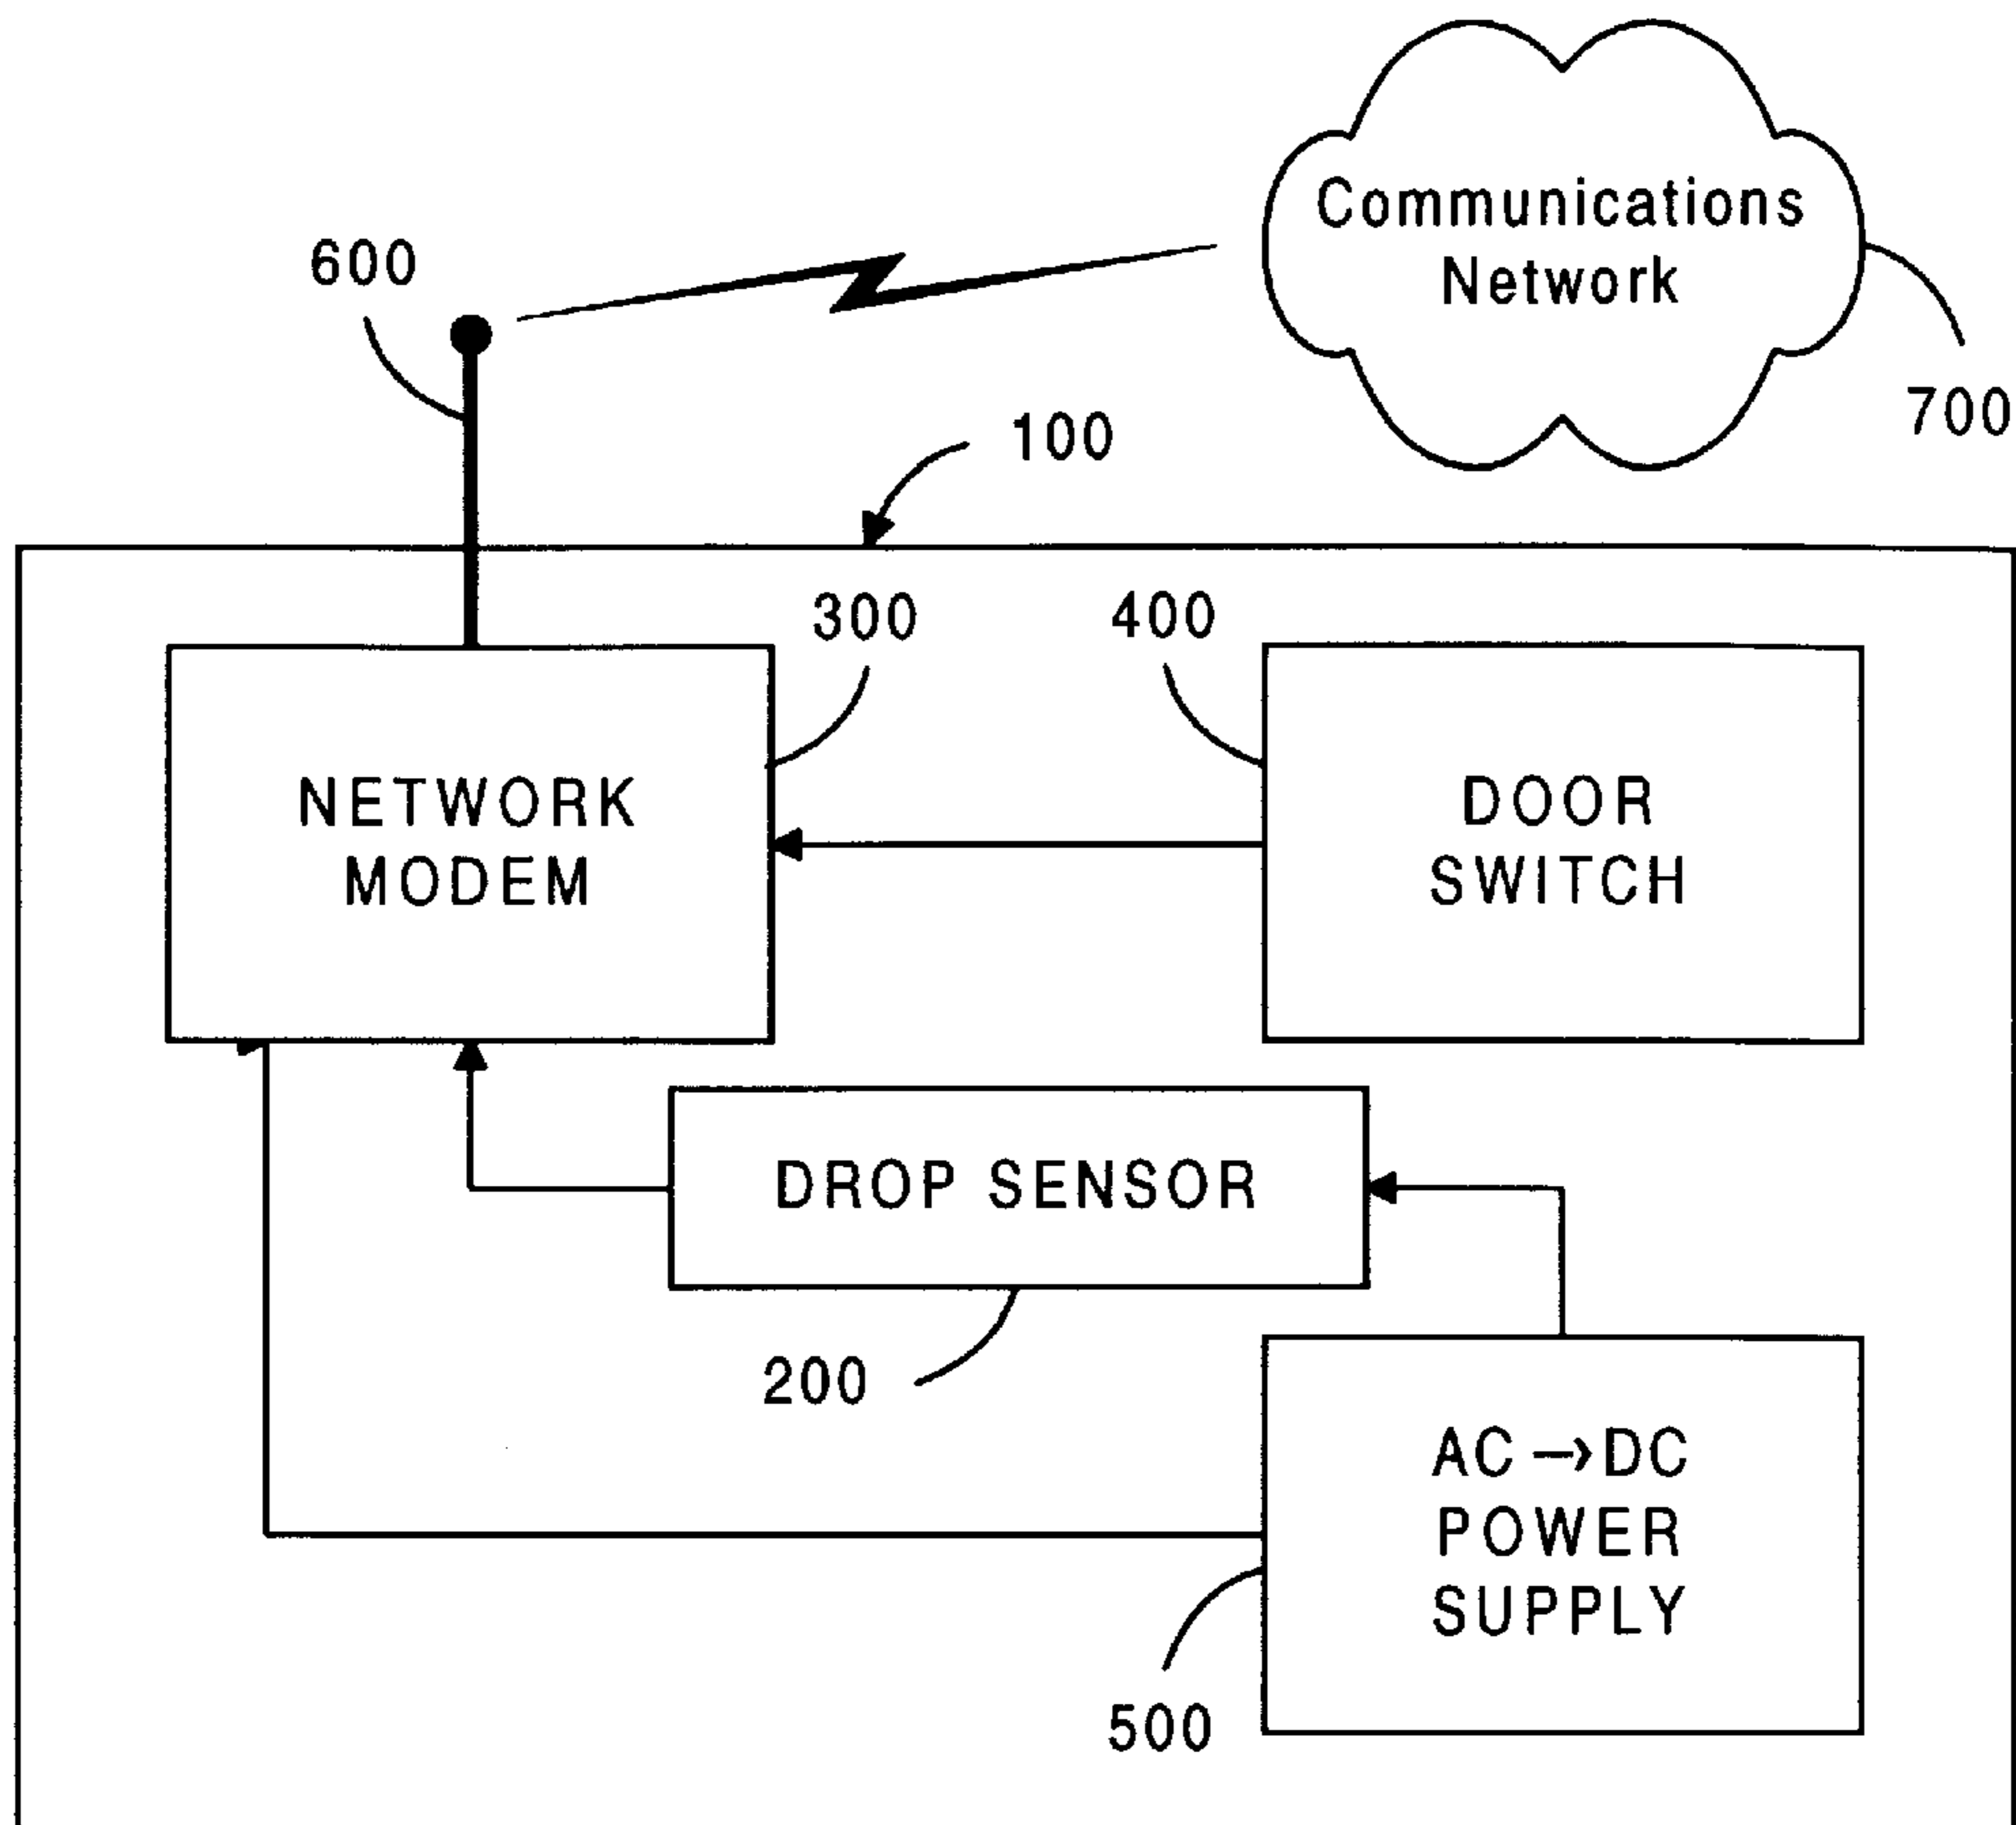 Communications
Network
600
700
100
300
400
NETWORK
MODEM
DOOR
SWITCH
DROP SENSOR
200
AC→DC
POWER
SUPPLY
500